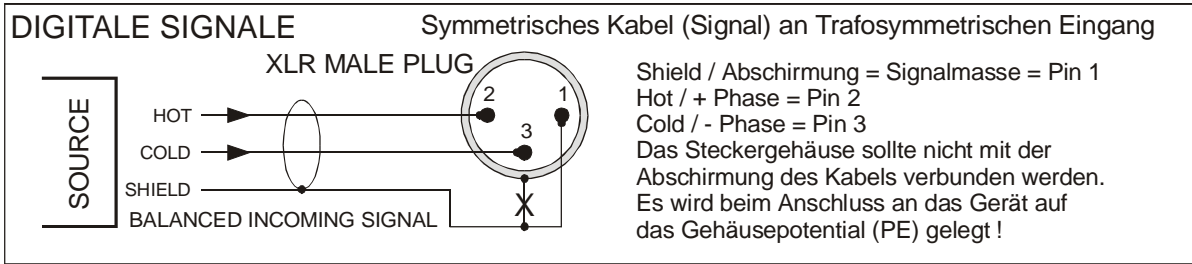 DIGITALE SIGNALE
Symmetrisches Kabel (Signal) an Trafosymmetrischen Eingang
XLR MALE PLUG
SOURCE
HOT
COLD
SHIELD
BALANCED INCOMING SIGNAL
2
1
3
X
Shield / Abschirmung = Signalmasse = Pin 1
Hot / + Phase = Pin 2
Cold / - Phase = Pin 3
Das Steckergehäuse sollte nicht mit der
Abschirmung des Kabels verbunden werden.
Es wird beim Anschluss an das Gerät auf
das Gehäusepotential (PE) gelegt !